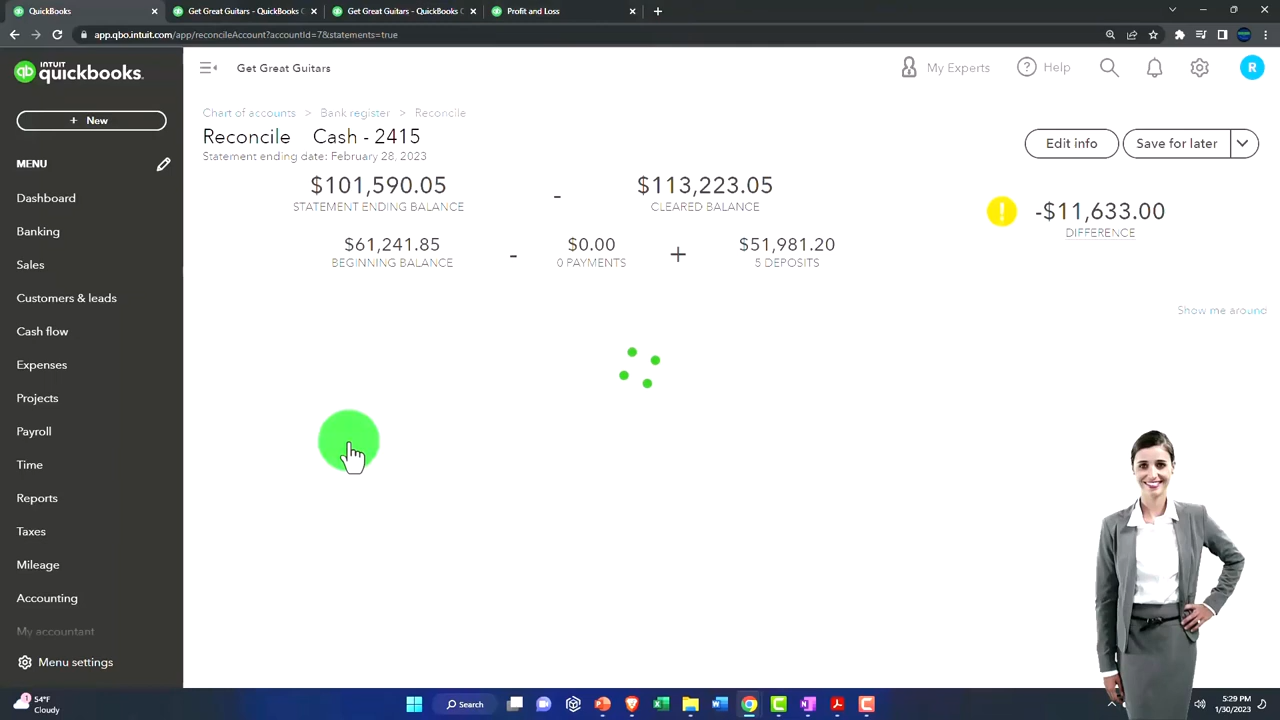 QuickBooks
Get Great Guitars - QuickBooks C
Get Great Guitars - QuickBooks C
Profit and Loss
app.qbo.intuit.com/app/reconcileAccount?accountId=7&statements=true
INTUIT
quickbooks.
Get Great Guitars
My Experts
Help
R
+ New
MENU
Dashboard
Banking
Sales
Customers & leads
Cash flow
Expenses
Projects
Payroll
Time
Reports
Taxes
Mileage
Accounting
My accountant
Menu settings
Chart of accounts > Bank register > Reconcile
Reconcile Cash - 2415
Statement ending date: February 28, 2023
Edit info
Save for later
$101,590.05 - $113,223.05
STATEMENT ENDING BALANCE CLEARED BALANCE
-$11,633.00
DIFFERENCE
$61,241.85 - $0.00 + $51,981.20
BEGINNING BALANCE 0 PAYMENTS 5 DEPOSITS
Show me around
1
54°F
Cloudy
Search
5:29 PM
1/30/2023